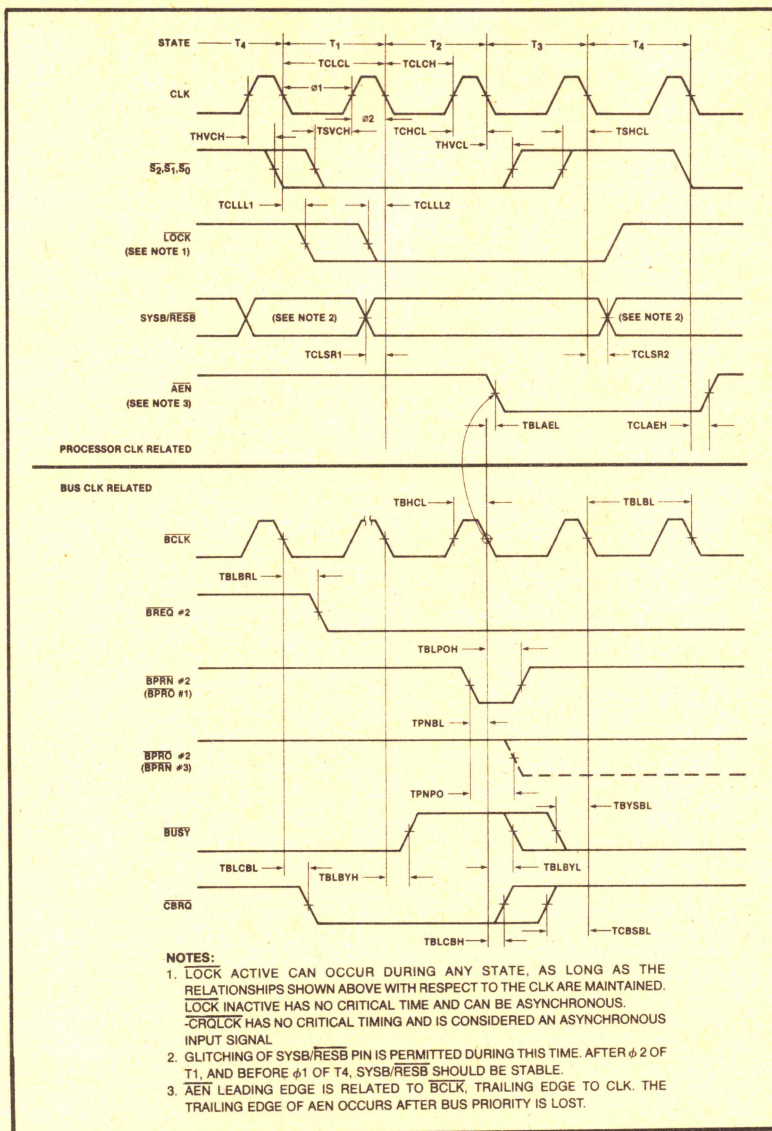 STATE T4 T1 T2 T3 T4
TCLCL TCLCH
CLK ø1
ø2
THVCH TSVCH TCHCL TSHCL
THVCL
S2,S1,S0
TCLLL1 TCLLL2
LOCK
(SEE NOTE 1)
SYSB/RESB (SEE NOTE 2) (SEE NOTE 2)
TCLSR1 TCLSR2
AEN
(SEE NOTE 3)
TBLAEL TCLAEH
PROCESSOR CLK RELATED
BUS CLK RELATED
TBHCL TBLBL
BCLK
TBLBRL
BREQ #2
TBLPOH
BPRN #2
(BPRO #1)
TPNBL
BPRO #2
(BPRN #3)
TPNPO TBYSBL
BUSY
TBLCBL TBLBYH TBLBYL
CBRQ
TBLCBH TCBSBL
NOTES:
1. LOCK ACTIVE CAN OCCUR DURING ANY STATE, AS LONG AS THE
RELATIONSHIPS SHOWN ABOVE WITH RESPECT TO THE CLK ARE MAINTAINED.
LOCK INACTIVE HAS NO CRITICAL TIME AND CAN BE ASYNCHRONOUS.
-CRQLCK HAS NO CRITICAL TIMING AND IS CONSIDERED AN ASYNCHRONOUS
INPUT SIGNAL
2. GLITCHING OF SYSB/RESB PIN IS PERMITTED DURING THIS TIME. AFTER ϕ 2 OF
T1, AND BEFORE ϕ1 OF T4, SYSB/RESB SHOULD BE STABLE.
3. AEN LEADING EDGE IS RELATED TO BCLK, TRAILING EDGE TO CLK. THE
TRAILING EDGE OF AEN OCCURS AFTER BUS PRIORITY IS LOST.